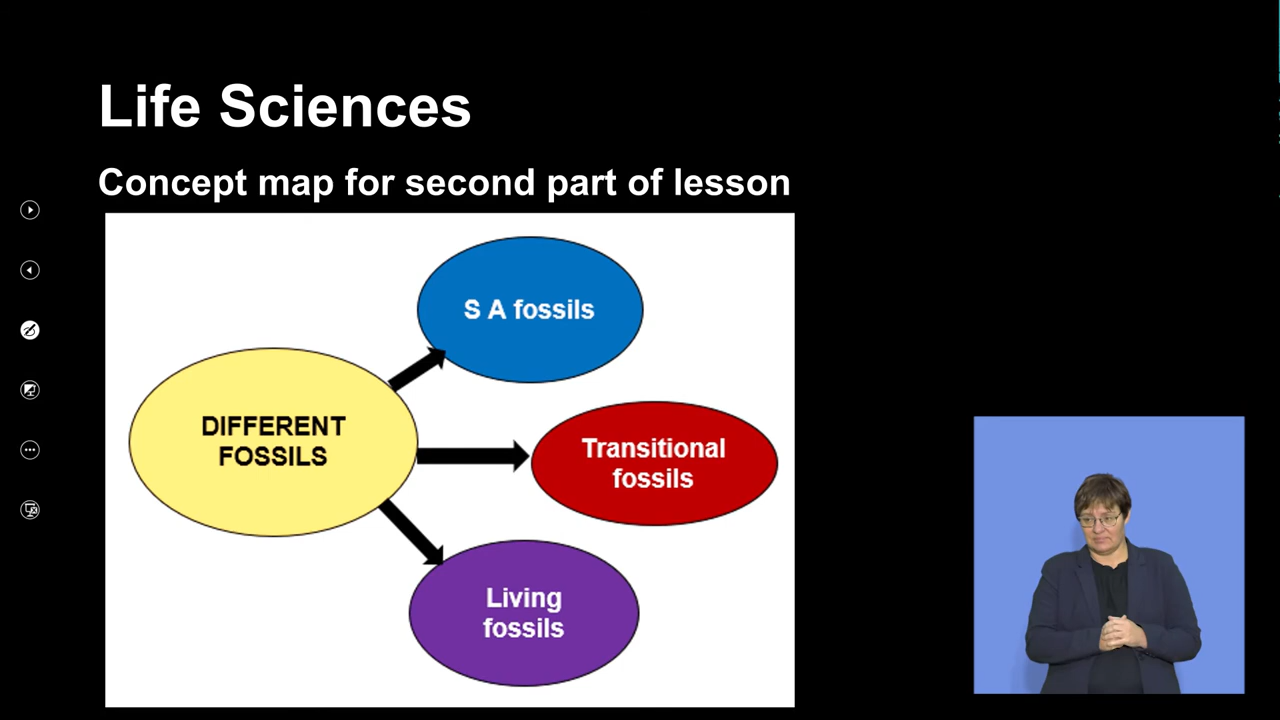 Life Sciences
Concept map for second part of lesson
S A fossils
DIFFERENT
FOSSILS
Transitional
fossils
Living
fossils